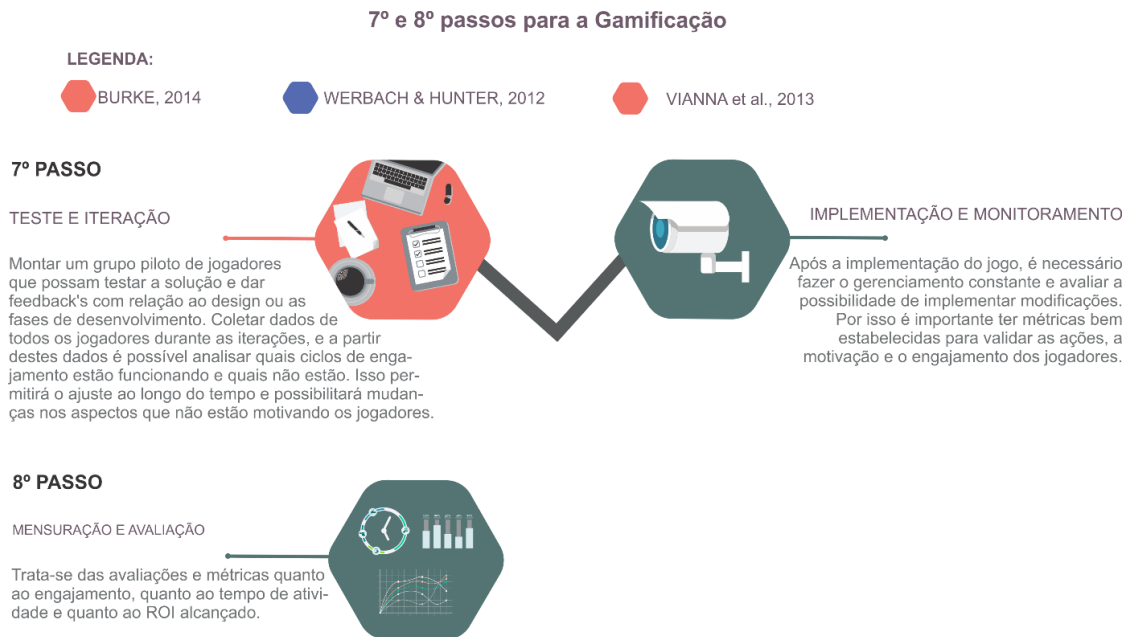 7º e 8º passos para a Gamificação
LEGENDA:
BURKE, 2014
WERBACH & HUNTER, 2012
VIANNA et al., 2013
7º PASSO
TESTE E ITERAÇÃO
Montar um grupo piloto de jogadores
que possam testar a solução e dar
feedback's com relação ao design ou as
fases de desenvolvimento. Coletar dados de
todos os jogadores durante as iterações, e a partir
destes dados é possível analisar quais ciclos de enga-
jamento estão funcionando e quais não estão. Isso per-
mitirá o ajuste ao longo do tempo e possibilitará mudan-
ças nos aspectos que não estão motivando os jogadores.
IMPLEMENTAÇÃO E MONITORAMENTO
Após a implementação do jogo, é necessário
fazer o gerenciamento constante e avaliar a
possibilidade de implementar modificações.
Por isso é importante ter métricas bem
estabelecidas para validar as ações, a
motivação e o engajamento dos jogadores.
8º PASSO
MENSURAÇÃO E AVALIAÇÃO
Trata-se das avaliações e métricas quanto
ao engajamento, quanto ao tempo de ativi-
dade e quanto ao ROI alcançado.